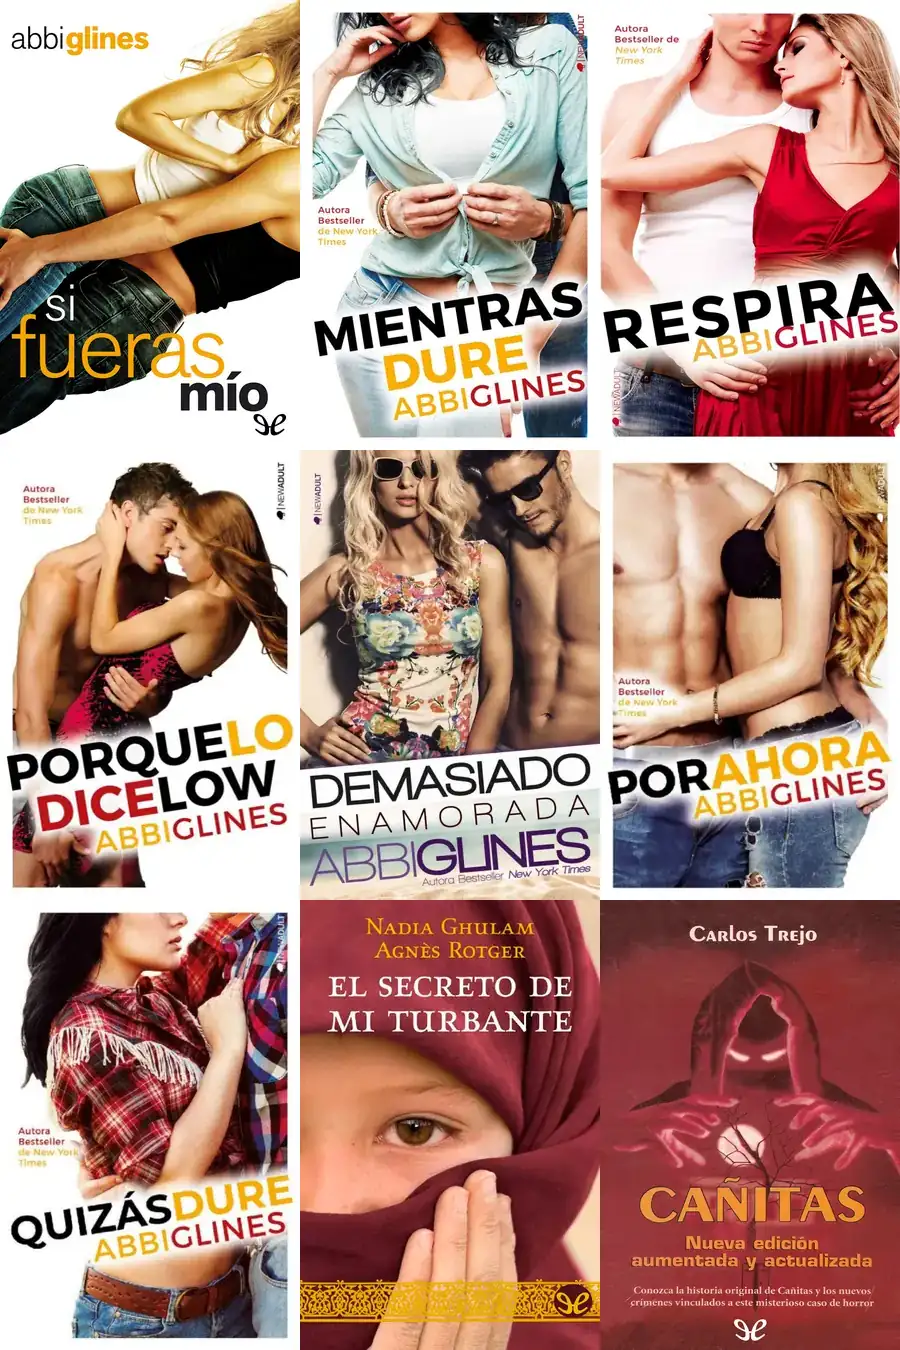 abbiglines
si
fueras
mío
NEWADULT
Autora
Bestseller
de New York
Times
MIENTRAS
DURE
ABBIGLINES
Autora
Bestseller de
New York
Times
RESPIRA
ABBIGLINES
NEWADULT
Autora
Bestseller
de New York
Times
NEWADULT
PORQUELO
DICELOW
ABBIGLINES
NEWADULT
DEMASIADO
ENAMORADA
ABBIGLINES
Autora Bestseller New York Times
Autora
Bestseller
de New York
Times
PORAHORA
ABBIGLINES
NEWADULT
Autora
Bestseller
de New York
Times
QUIZÁSDURE
ABBIGLINES
Nadia Ghulam
Agnès Rotger
EL SECRETO DE
MI TURBANTE
Carlos Trejo
CAÑITAS
Nueva edición
aumentada y actualizada
Conozca la historia original de Cañitas y los nuevos
crímenes vinculados a este misterioso caso de horror